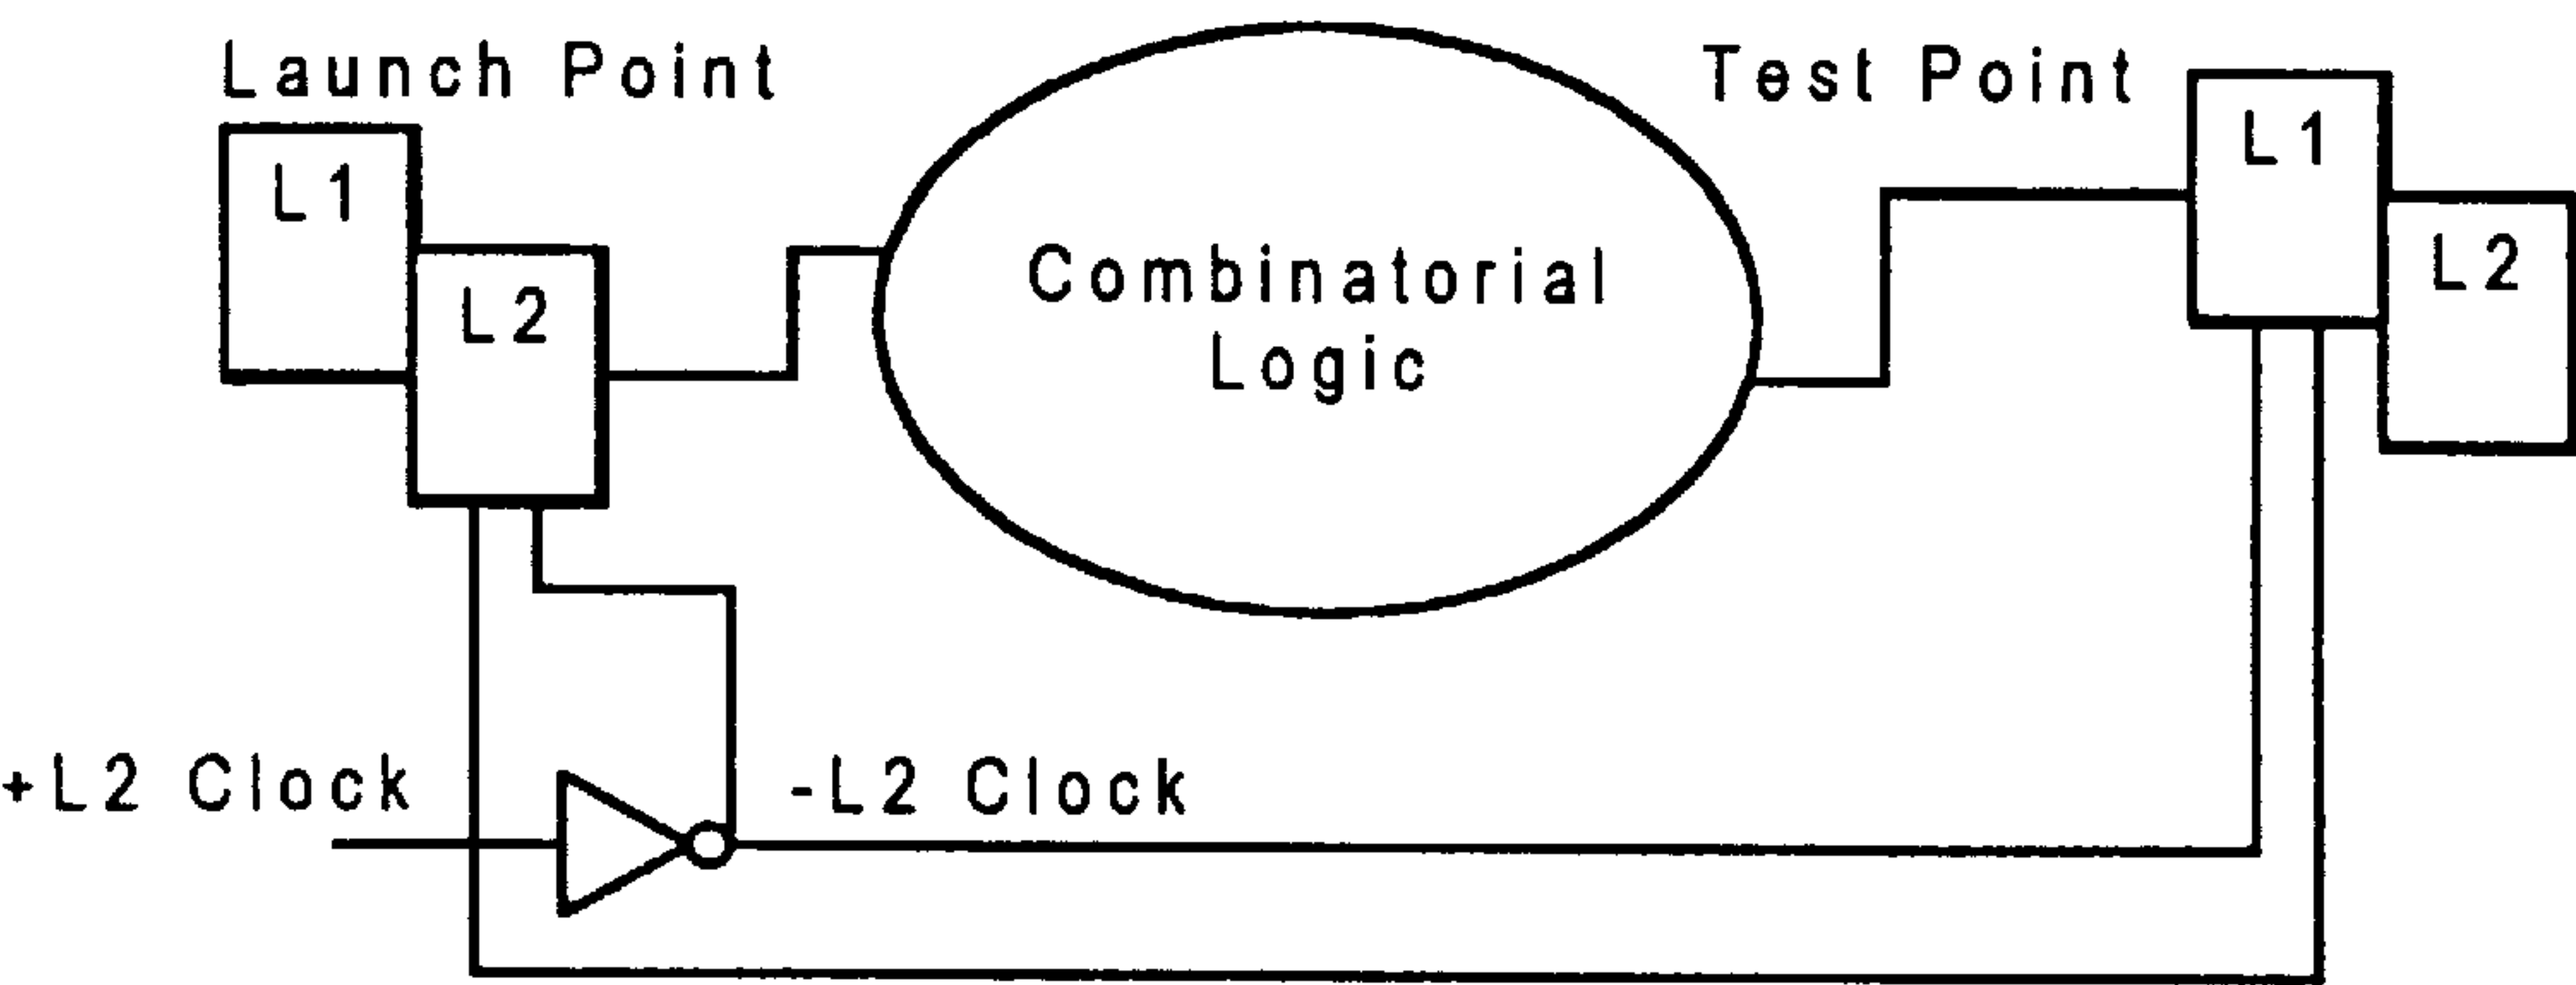 Launch Point
Test Point
L1
L2
Combinatorial
Logic
L1
L2
+L2 Clock
-L2 Clock